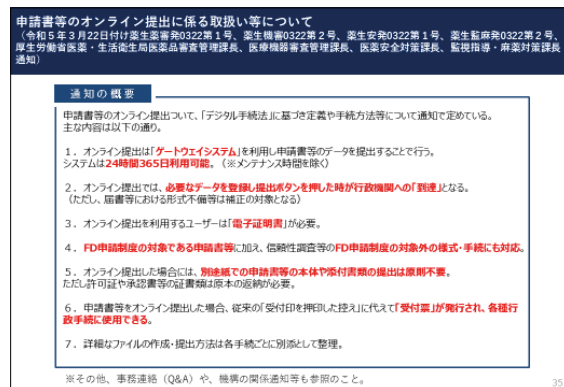 申請書等のオンライン提出に係る取扱い等について
（令和５年３月22日付け薬生薬審発0322第１号、薬生機審0322第２号、薬生安発0322第１号、薬生監麻発0322第２号、
厚生労働省医薬・生活衛生局医薬品審査管理課長、医療機器審査管理課長、医薬安全対策課長、監視指導・麻薬対策課長
通知）
通知の概要
申請書等のオンライン提出ついて、「デジタル手続法」に基づき定義や手続方法等について通知で定めている。
主な内容は以下の通り。
１．オンライン提出は「ゲートウェイシステム」を利用し申請書等のデータを提出することで行う。
システムは24時間365日利用可能。（※メンテナンス時間を除く）
２．オンライン提出では、必要なデータを登録し提出ボタンを押した時が行政機関への「到達」となる。
（ただし、届書等における形式不備等は補正の対象となる）
３．オンライン提出を利用するユーザーは「電子証明書」が必要。
４．FD申請制度の対象である申請書等に加え、信頼性調査等のFD申請制度の対象外の様式・手続にも対応。
５．オンライン提出した場合には、別途紙での申請書等の本体や添付書類の提出は原則不要。
ただし許可証や承認書等の証書類は原本の返納が必要。
６．申請書等をオンライン提出した場合、従来の「受付印を押印した控え」に代えて「受付票」が発行され、各種行
政手続に使用できる。
７．詳細なファイルの作成・提出方法は各手続ごとに別添として整理。
※その他、事務連絡（Q&A）や、機構の関係通知等も参照のこと。
35